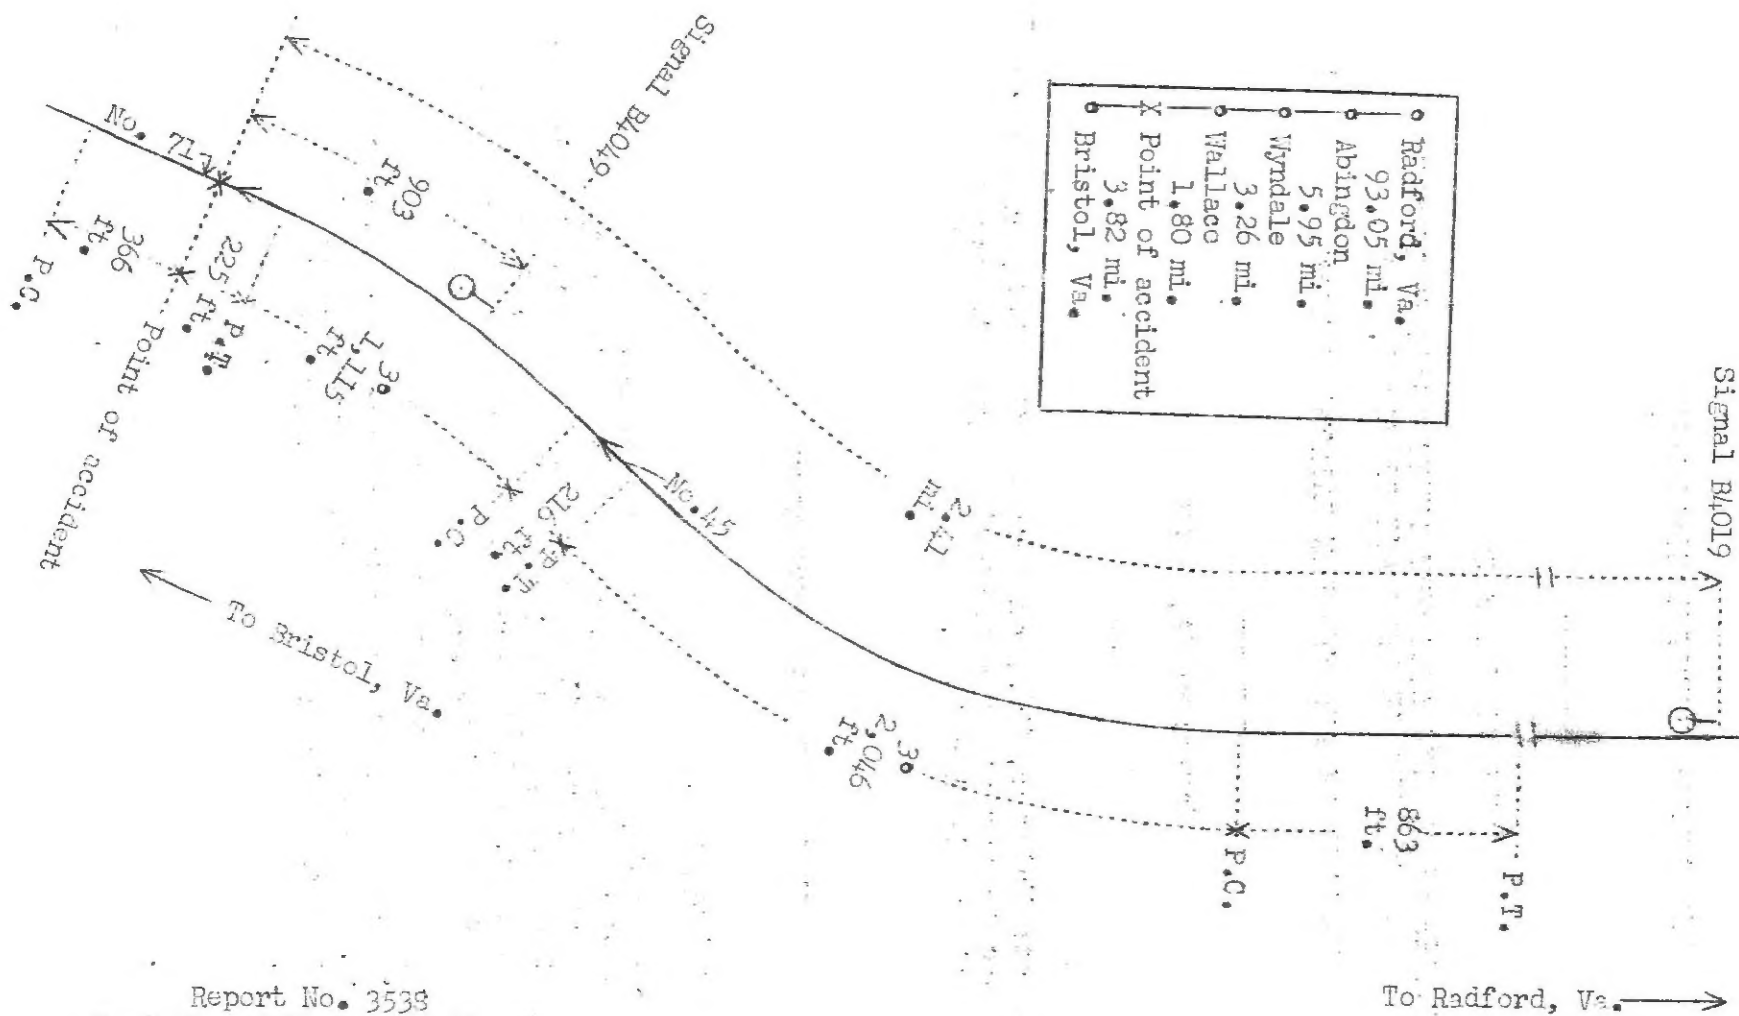 Signal B4019
Signal B4049
Radford, Va.
93.05 mi.
Abingdon
5.95 mi.
Wyndale
3.26 mi.
Wallace
1.80 mi.
X Point of accident
3.82 mi.
Bristol, Va.
2.41
mi.
903
ft.
No. 71
No. 45
366
ft.
P.C.
225
ft.
P.T.
3°
1,115
ft.
P.C.
216
ft.
P.T.
3°
2,046
ft.
P.C.
863
ft.
P.T.
Point of accident
To Bristol, Va.
To Radford, Va.
Report No. 3538